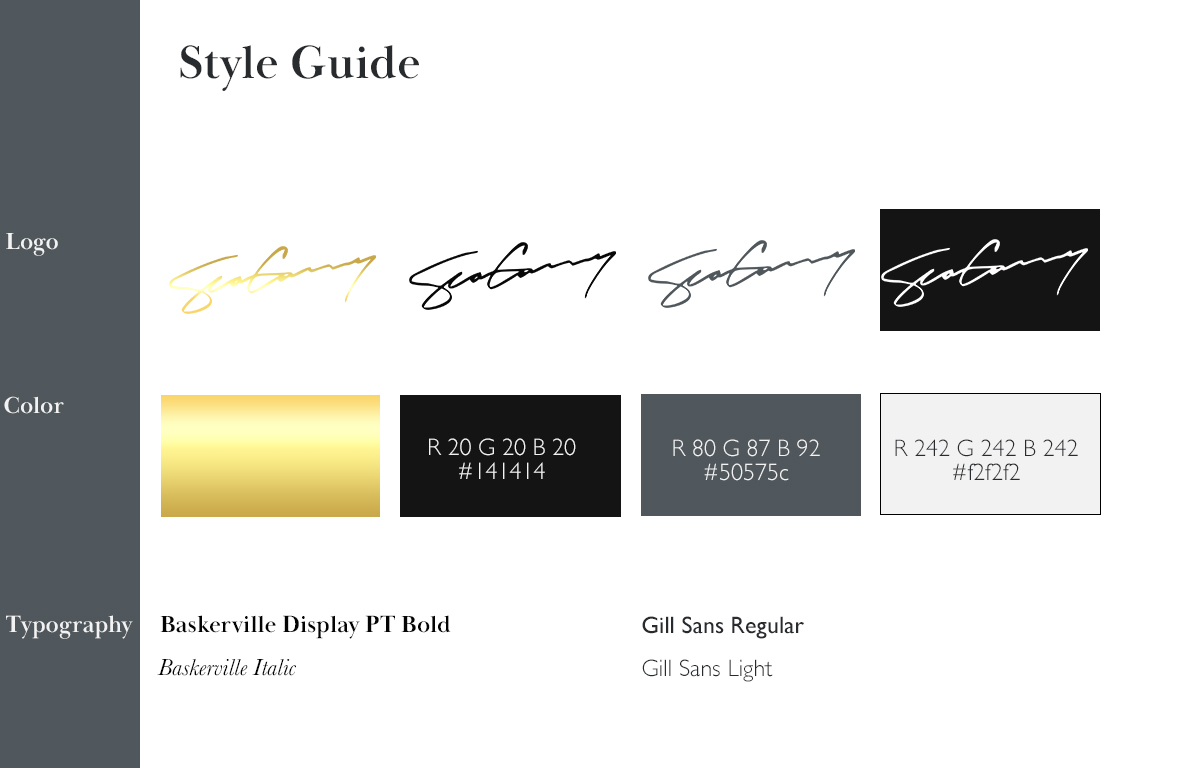 Style Guide
Logo
Color
R 20 G 20 B 20
#141414
R 80 G 87 B 92
#50575c
R 242 G 242 B 242
#f2f2f2
Typography
Baskerville Display PT Bold
Gill Sans Regular
Baskerville Italic
Gill Sans Light